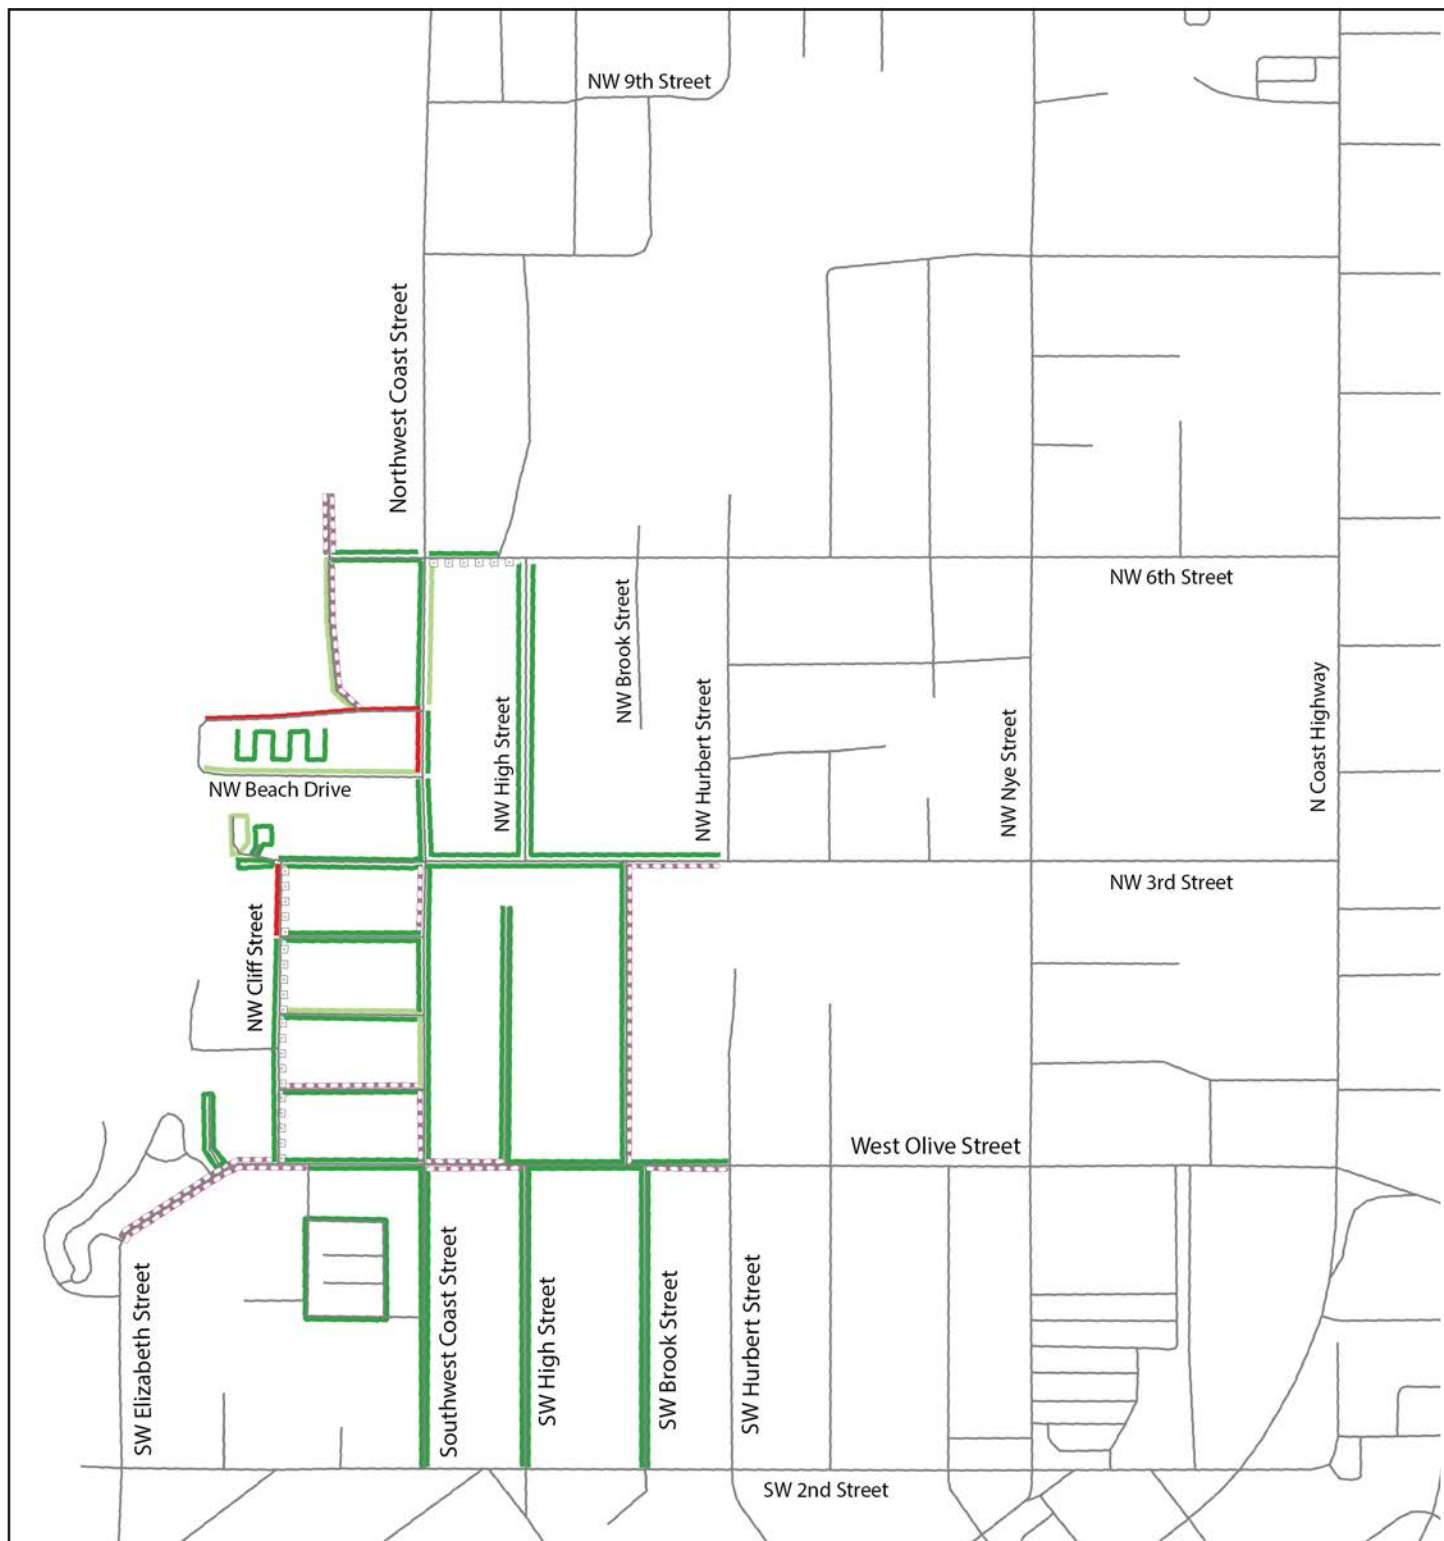 NW 9th Street
Northwest Coast Street
NW 6th Street
NW Brook Street
N Coast Highway
NW High Street
NW Hurbert Street
NW Nye Street
NW Beach Drive
NW 3rd Street
NW Cliff Street
West Olive Street
SW Elizabeth Street
Southwest Coast Street
SW High Street
SW Brook Street
SW Hurbert Street
SW 2nd Street